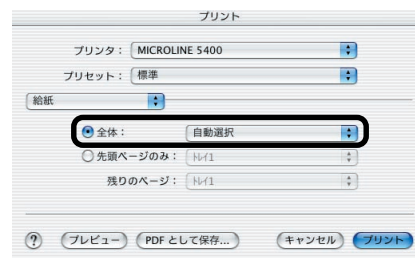 プリント
プリンタ： MICROLINE 5400
プリセット： 標準
給紙
全体： 自動選択
先頭ページのみ： トレイ1
残りのページ： トレイ1
? プレビュー PDF として保存... キャンセル プリント